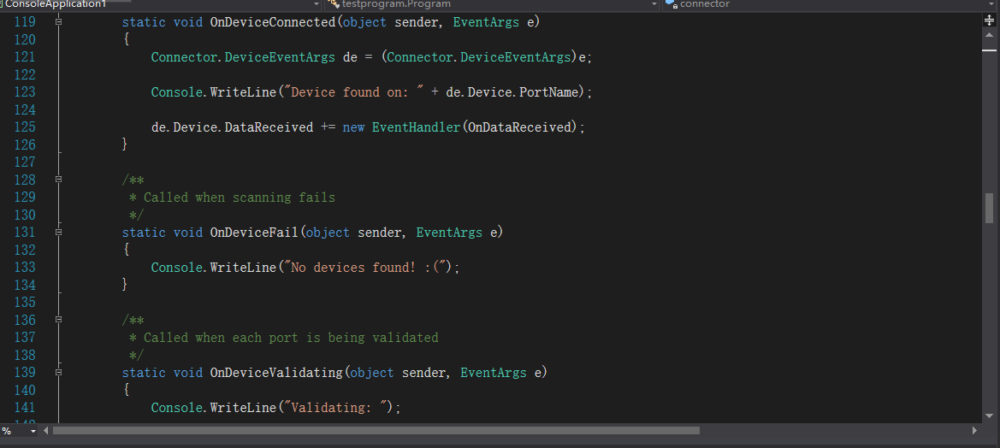 ConsoleApplication1 testprogram.Program connector
119 static void OnDeviceConnected(object sender, EventArgs e)
120 {
121 Connector.DeviceEventArgs de = (Connector.DeviceEventArgs)e;
122
123 Console.WriteLine("Device found on: " + de.Device.PortName);
124
125 de.Device.DataReceived += new EventHandler(OnDataReceived);
126 }
127
128 /**
129 * Called when scanning fails
130 */
131 static void OnDeviceFail(object sender, EventArgs e)
132 {
133 Console.WriteLine("No devices found! :(");
134 }
135
136 /**
137 * Called when each port is being validated
138 */
139 static void OnDeviceValidating(object sender, EventArgs e)
140 {
141 Console.WriteLine("Validating: ");
%